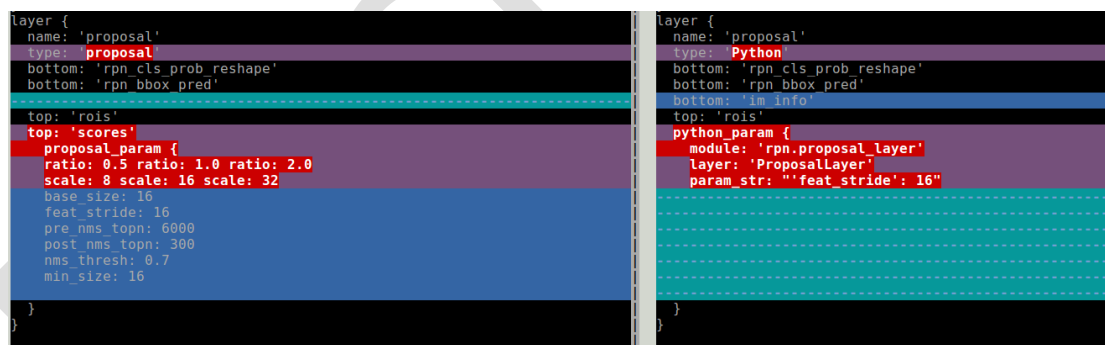 layer {
name: 'proposal'
type: 'proposal'
bottom: 'rpn_cls_prob_reshape'
bottom: 'rpn_bbox_pred'
top: 'rois'
top: 'scores'
proposal_param {
ratio: 0.5 ratio: 1.0 ratio: 2.0
scale: 8 scale: 16 scale: 32
base_size: 16
feat_stride: 16
pre_nms_topn: 6000
post_nms_topn: 300
nms_thresh: 0.7
min_size: 16
}
}
layer {
name: 'proposal'
type: 'Python'
bottom: 'rpn_cls_prob_reshape'
bottom: 'rpn_bbox_pred'
bottom: 'im_info'
top: 'rois'
python_param {
module: 'rpn.proposal_layer'
layer: 'ProposalLayer'
param_str: "'feat_stride': 16"
}
}